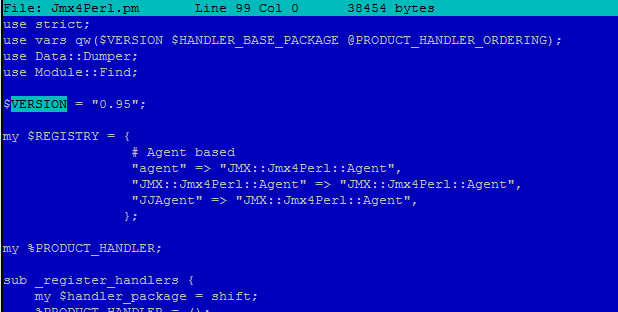 File: Jmx4Perl.pm Line 99 Col 0 38454 bytes
use strict;
use vars qw($VERSION $HANDLER_BASE_PACKAGE @PRODUCT_HANDLER_ORDERING);
use Data::Dumper;
use Module::Find;
$VERSION = "0.95";
my $REGISTRY = {
# Agent based
"agent" => "JMX::Jmx4Perl::Agent",
"JMX::Jmx4Perl::Agent" => "JMX::Jmx4Perl::Agent",
"JJAgent" => "JMX::Jmx4Perl::Agent",
};
my %PRODUCT_HANDLER;
sub _register_handlers {
my $handler_package = shift;
%PRODUCT_HANDLER = ();